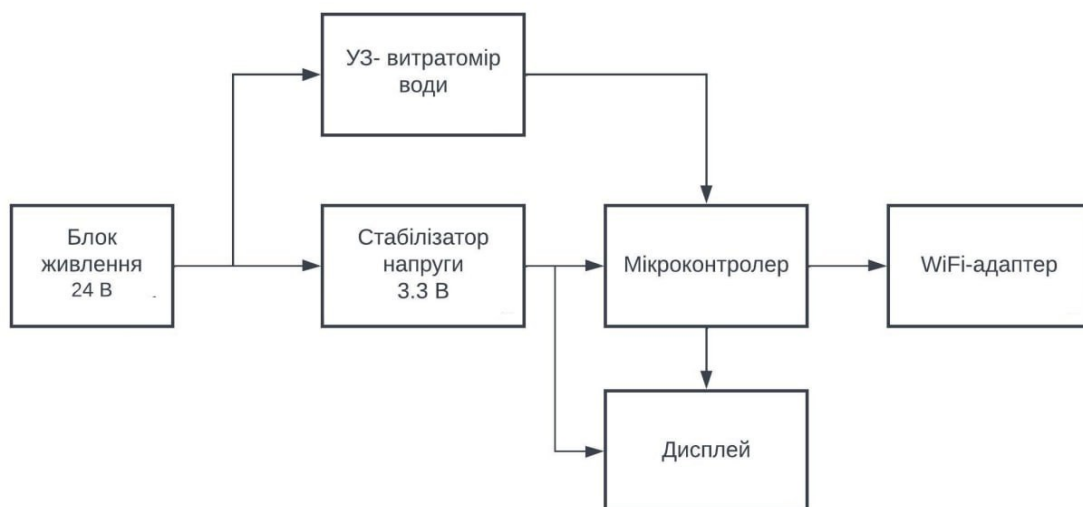 УЗ- витратомір
води
Блок
живлення
24 В
Стабілізатор
напруги
3.3 В
Мікроконтролер
WiFi-адаптер
Дисплей